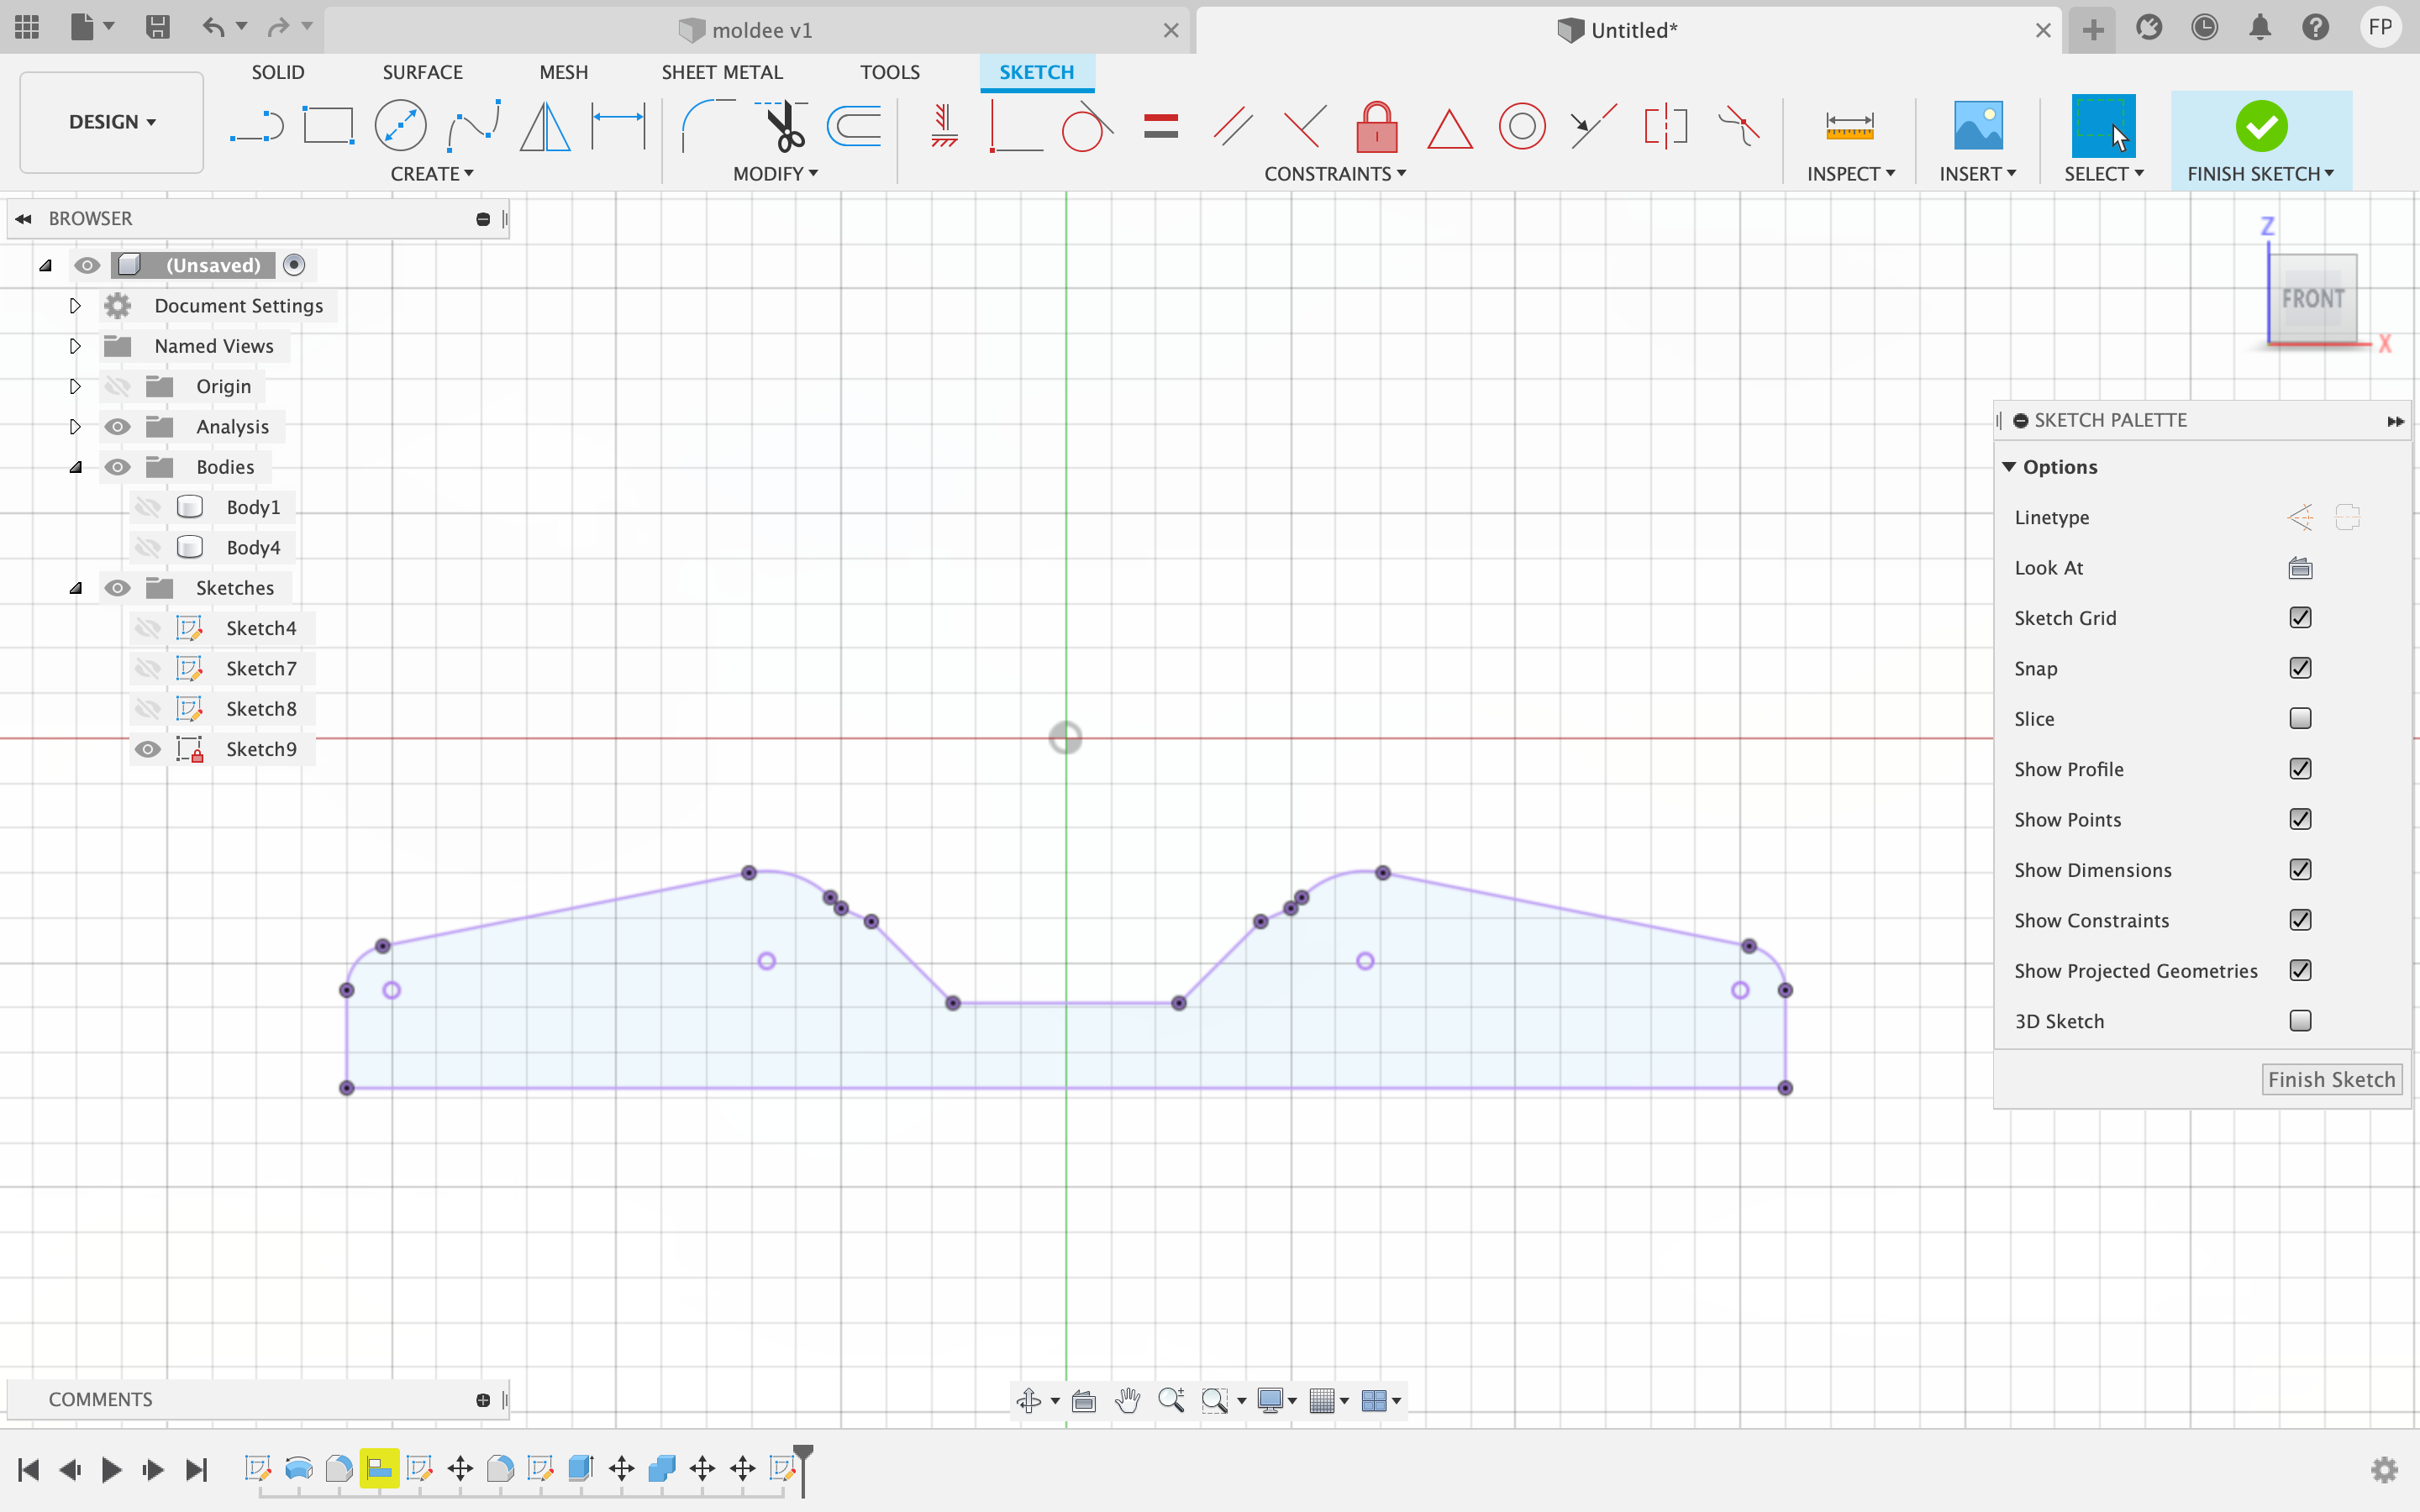 moldee v1
Untitled*
FP
DESIGN
SOLID
SURFACE
MESH
SHEET METAL
TOOLS
SKETCH
CREATE
MODIFY
CONSTRAINTS
INSPECT
INSERT
SELECT
FINISH SKETCH
BROWSER
(Unsaved)
Document Settings
Named Views
Origin
Analysis
Bodies
Body1
Body4
Sketches
Sketch4
Sketch7
Sketch8
Sketch9
Z
FRONT
X
SKETCH PALETTE
Options
Linetype
Look At
Sketch Grid
Snap
Slice
Show Profile
Show Points
Show Dimensions
Show Constraints
Show Projected Geometries
3D Sketch
Finish Sketch
COMMENTS